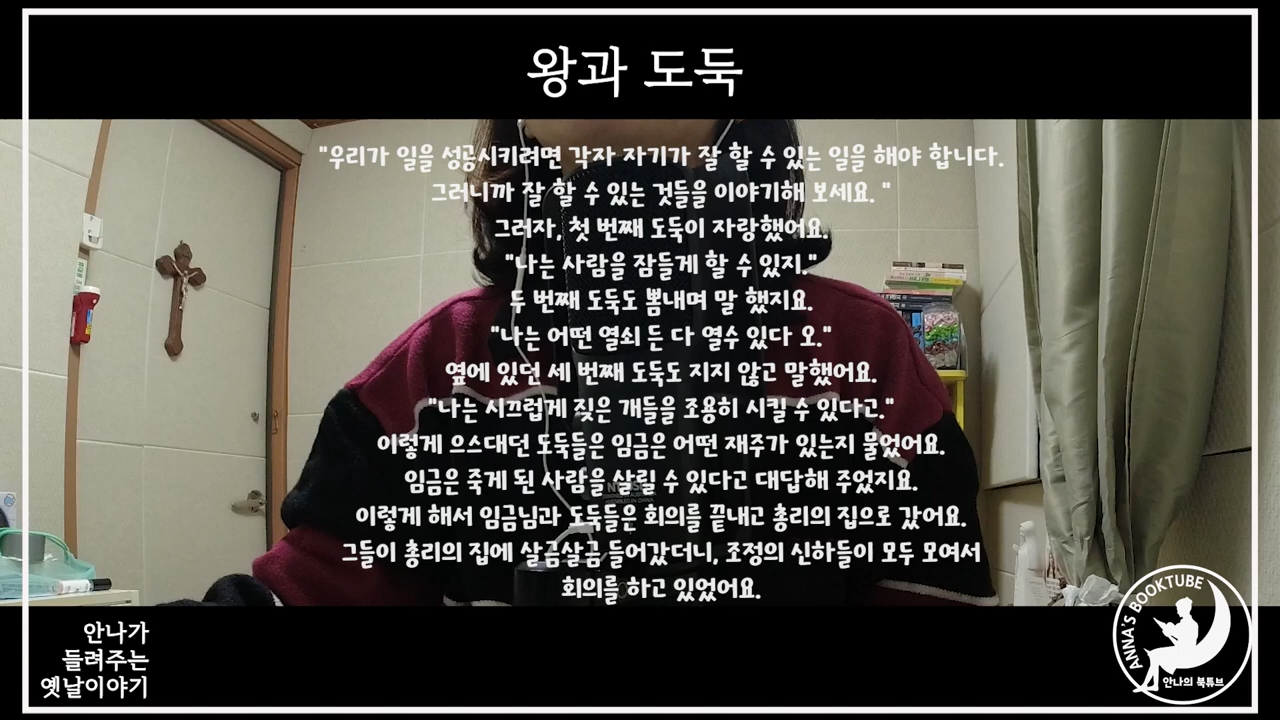 왕과 도둑
"우리가 일을 성공시키려면 각자 자기가 잘 할 수 있는 일을 해야 합니다.
그러니까 잘 할 수 있는 것들을 이야기해 보세요. "
그러자, 첫 번째 도둑이 자랑했어요.
"나는 사람을 잠들게 할 수 있지."
두 번째 도둑도 뽐내며 말 했지요.
"나는 어떤 열쇠 든 다 열수 있다 오."
옆에 있던 세 번째 도둑도 지지 않고 말했어요.
"나는 시끄럽게 짖은 개들을 조용히 시킬 수 있다고."
이렇게 으스대던 도둑들은 임금은 어떤 재주가 있는지 물었어요.
임금은 죽게 된 사람을 살릴 수 있다고 대답해 주었지요.
이렇게 해서 임금님과 도둑들은 회의를 끝내고 총리의 집으로 갔어요.
그들이 총리의 집에 살금살금 들어갔더니, 조정의 신하들이 모두 모여서
회의를 하고 있었어요.
안나가
들려주는
옛날이야기
ANNA'S BOOKTUBE
안나의 북튜브